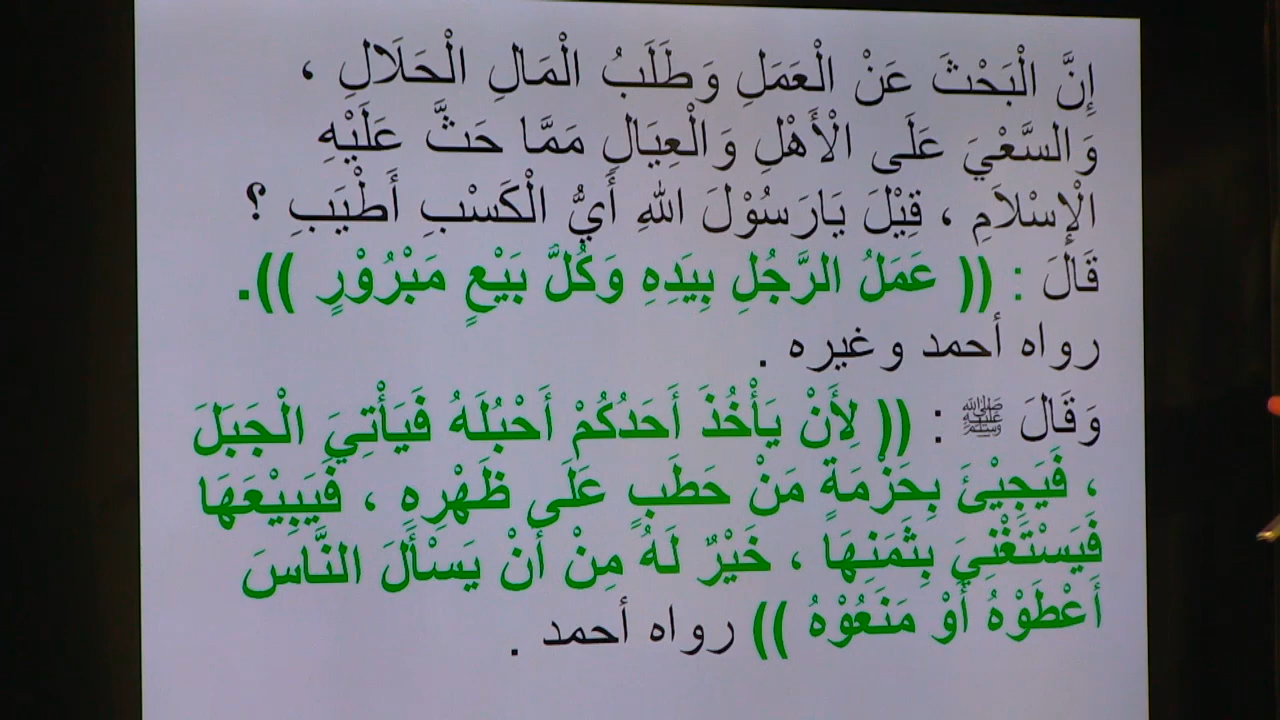 إِنَّ الْبَحْثَ عَنْ الْعَمَلِ وَطَلَبُ الْمَالِ الْحَلَالِ ،
وَالسَّعْيَ عَلَى الْأَهْلِ وَالْعِيَالِ مَمَّا حَثَّ عَلَيْهِ
الْإِسْلَامِ ، قِيْلَ يَارَسُوْلَ اللهِ أَيُّ الْكَسْبِ أَطْيَبِ ؟
قَالَ : (( عَمَلُ الرَّجُلِ بِيَدِهِ وَكُلَّ بَيْعٍ مَبْرُوْرٍ )).
رواه أحمد وغيره .
وَقَالَ ﷺ : (( لِأَنْ يَأْخُذَ أَحَدُكُمْ أَحْبُلَهُ فَيَأْتِيَ الْجَبَلَ
، فَيَجِيْئَ بِحَزْمَةٍ مَنْ حَطَبٍ عَلَى ظَهْرِهِ ، فَيَبِيْعَهَا
فَيَسْتَغْنِيَ بِثَمَنِهَا ، خَيْرٌ لَهُ مِنْ أَنْ يَسْأَلَ النَّاسَ
أَعْطَوْهُ أَوْ مَنَعُوْهُ )) رواه أحمد .